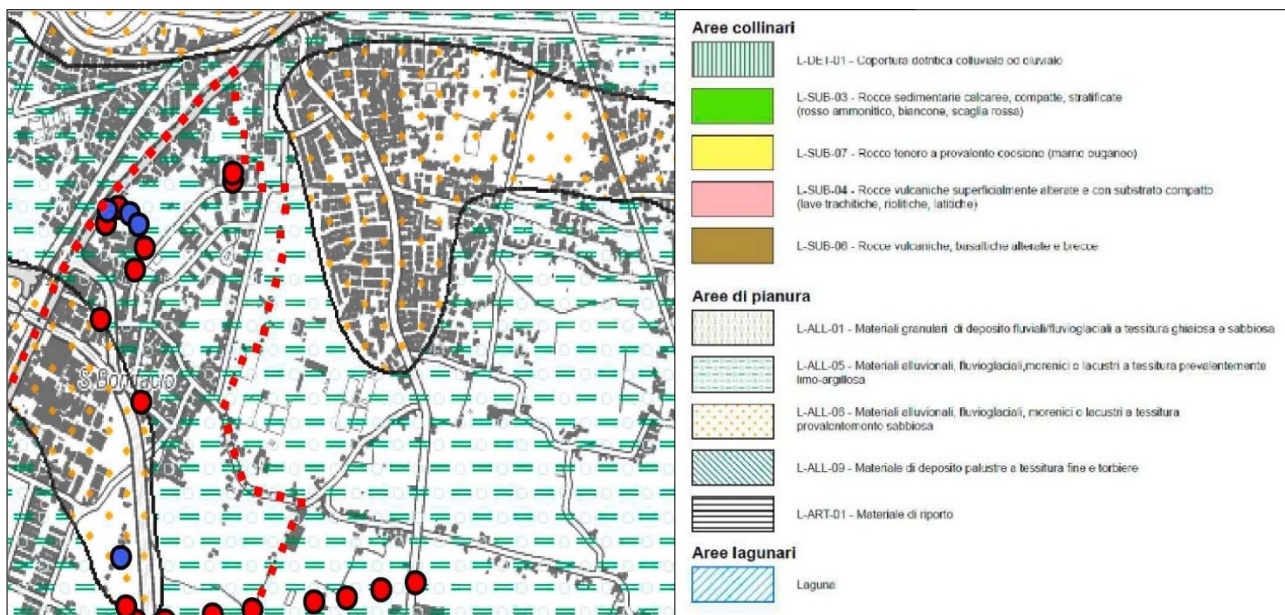 S. Bonifacio
Aree collinari
L-DET-01 - Copertura detritica colluviale od eluviale
L-SUB-03 - Rocce sedimentarie calcaree, compatte, stratificate
(rosso ammonitico, biancone, scaglia rossa)
L-SUB-07 - Rocce tenere a prevalente coesione (marne euganee)
L-SUB-04 - Rocce vulcaniche superficialmente alterate e con substrato compatto
(lave trachitiche, riolitiche, latitiche)
L-SUB-06 - Rocce vulcaniche, basaltiche alterate e brecce
Aree di pianura
L-ALL-01 - Materiali granulari di deposito fluviali/fluvioglaciali a tessitura ghiaiosa e sabbiosa
L-ALL-05 - Materiali alluvionali, fluvioglaciali,morenici o lacustri a tessitura prevalentemente
limo-argillosa
L-ALL-06 - Materiali alluvionali, fluvioglaciali, morenici o lacustri a tessitura
prevalentemente sabbiosa
L-ALL-09 - Materiale di deposito palustre a tessitura fine e torbiere
L-ART-01 - Materiale di riporto
Aree lagunari
Laguna